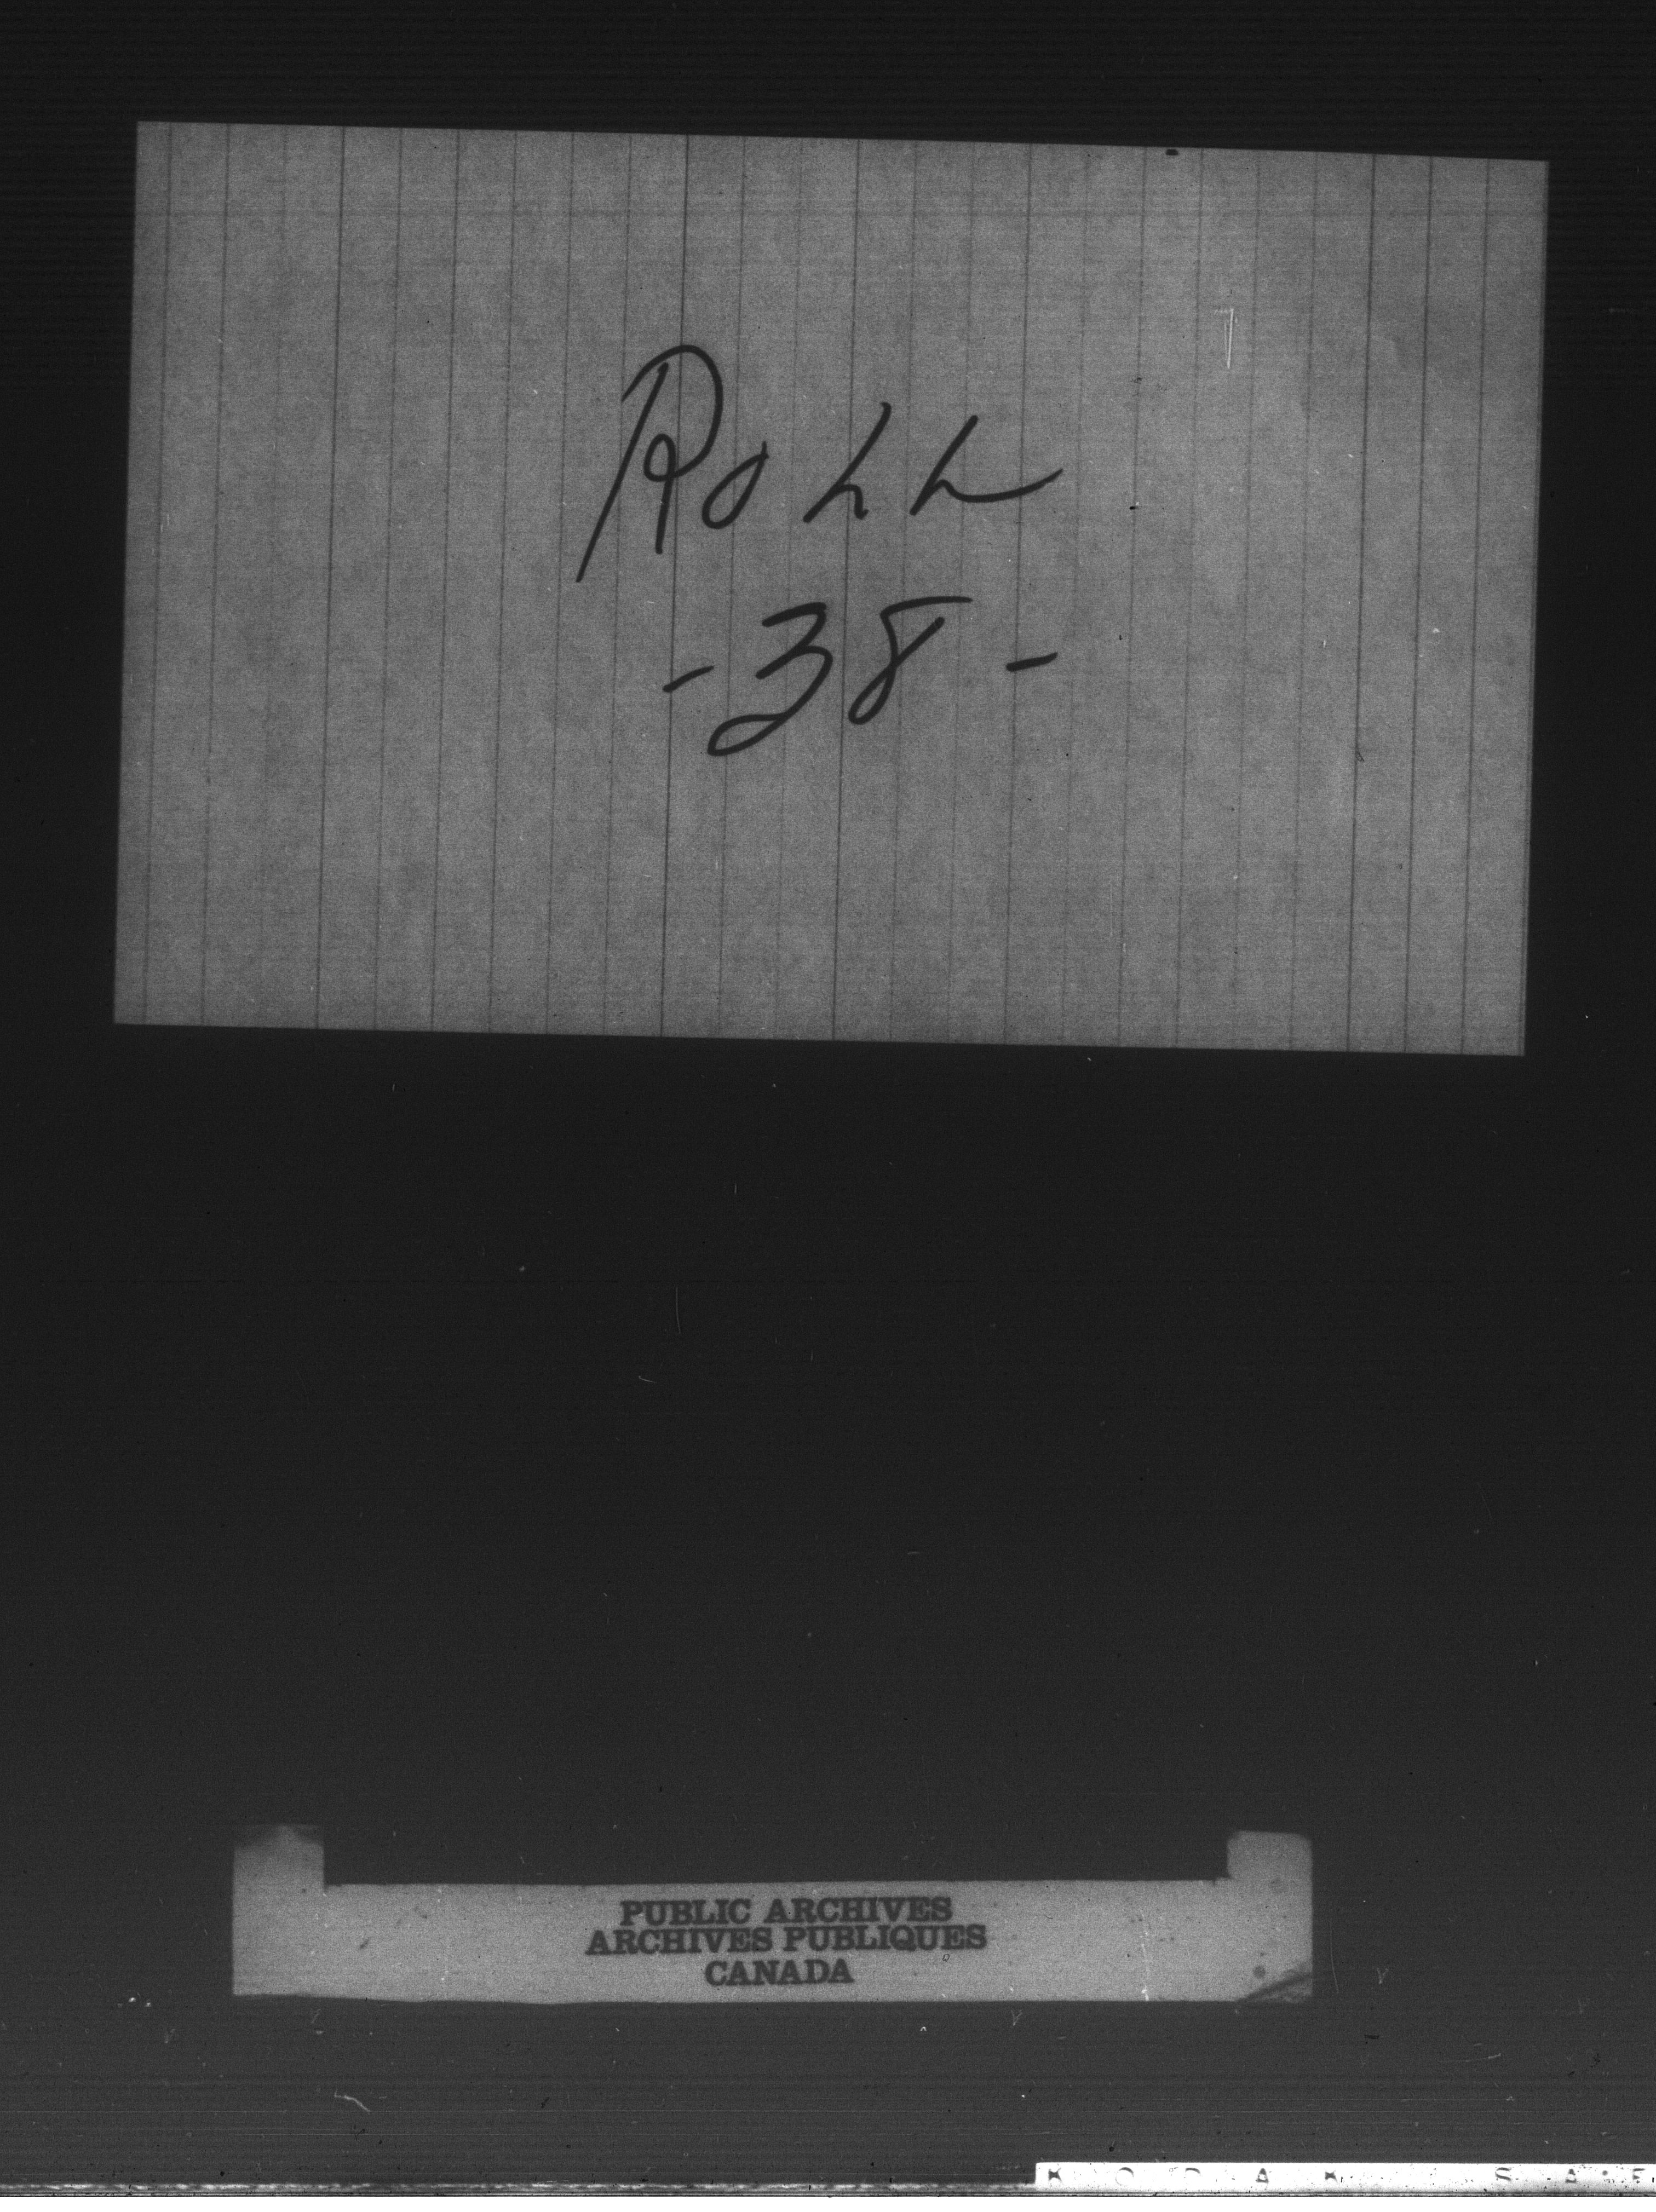 RoLL
-38-
PUBLIC ARCHIVES
ARCHIVES PUBLIQUES
CANADA